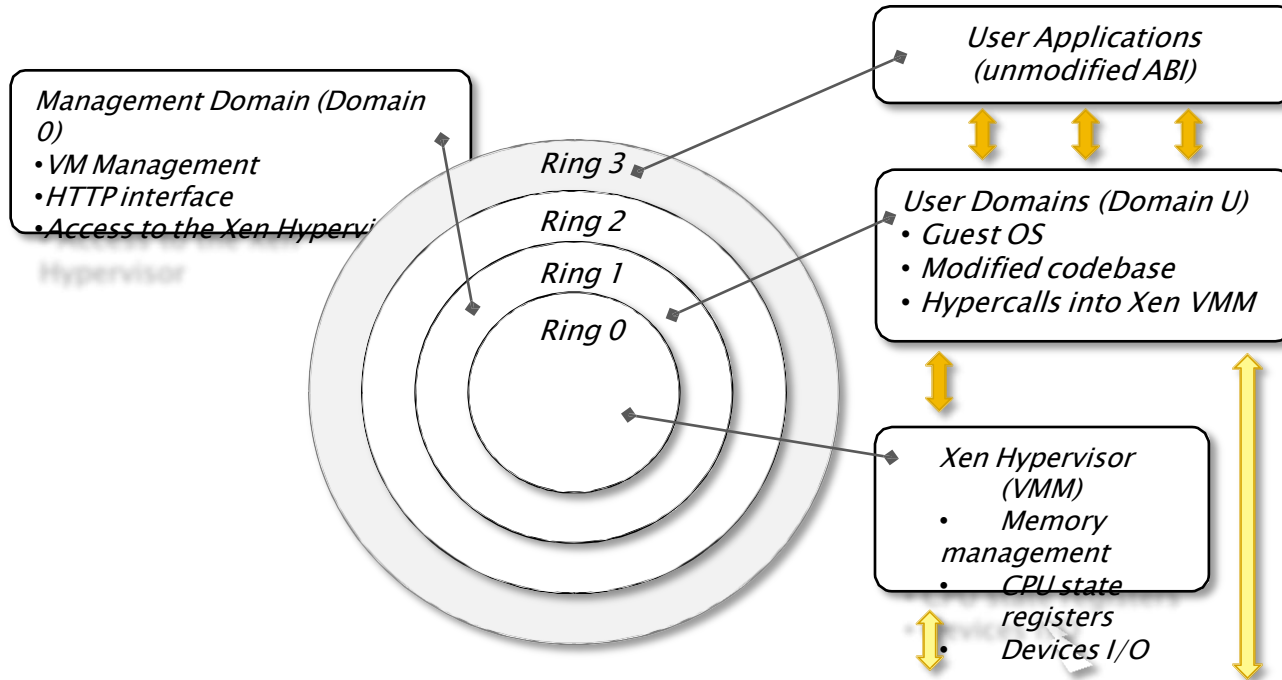 User Applications
(unmodified ABI)
Management Domain (Domain
0)
•VM Management
•HTTP interface
•Access to the Xen
Hypervisor
Ring 3
Ring 2
Ring 1
Ring 0
User Domains (Domain U)
• Guest OS
• Modified codebase
• Hypercalls into Xen VMM
Xen Hypervisor
(VMM)
• Memory
management
• CPU state
registers
• Devices I/O